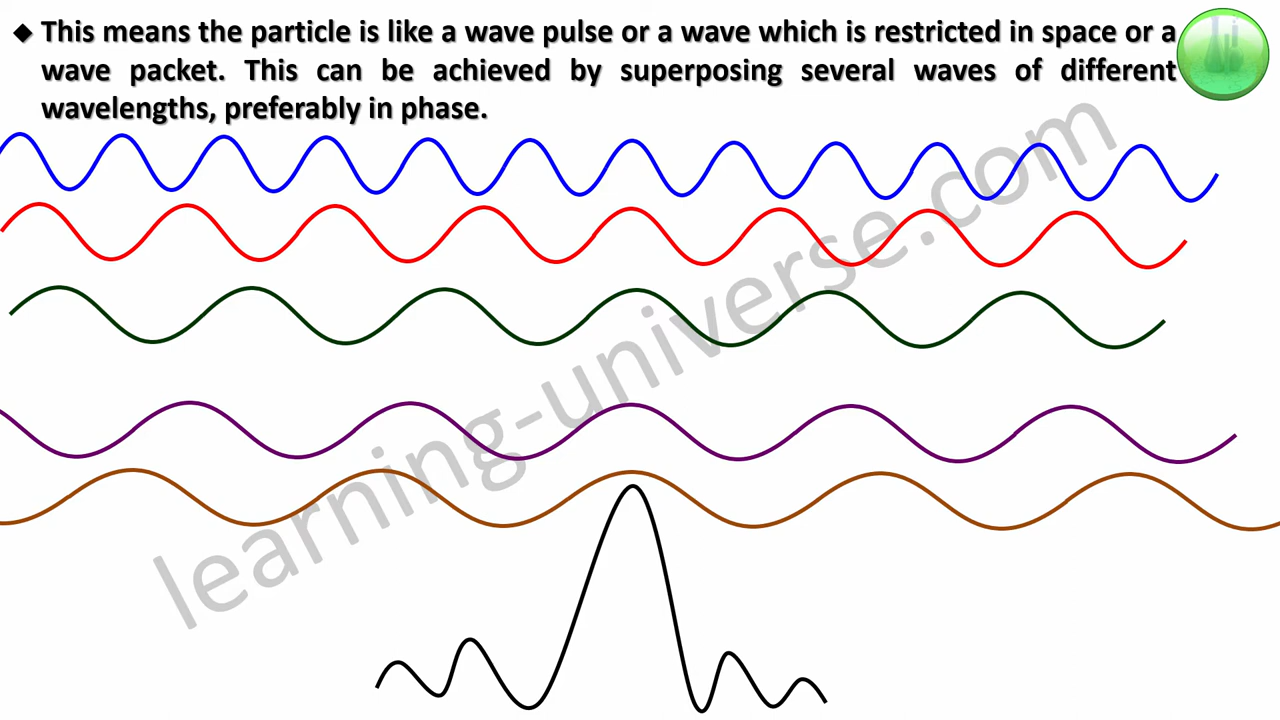 ◆ This means the particle is like a wave pulse or a wave which is restricted in space or a
wave packet. This can be achieved by superposing several waves of different
wavelengths, preferably in phase.
learning-universe.com